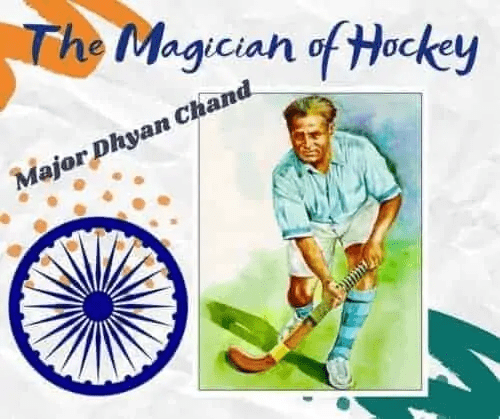 The Magician of Hockey
Major Dhyan Chand